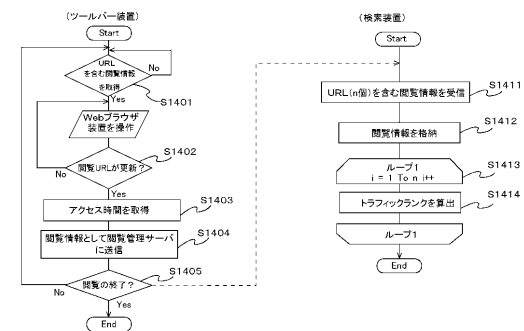 (ツールバー装置)
Start
URL
を含む閲覧情報
を取得
No
S1401
Yes
Webブラウザ
装置を操作
S1402
閲覧URLが更新?
No
Yes
S1403
アクセス時間を取得
S1404
閲覧情報として閲覧管理サーバ
に送信
S1405
閲覧の終了?
No
Yes
End
(検索装置)
Start
S1411
URL(n個)を含む閲覧情報を受信
S1412
閲覧情報を格納
S1413
ループ1
i = 1 To n i++
S1414
トラフィックランクを算出
ループ1
End